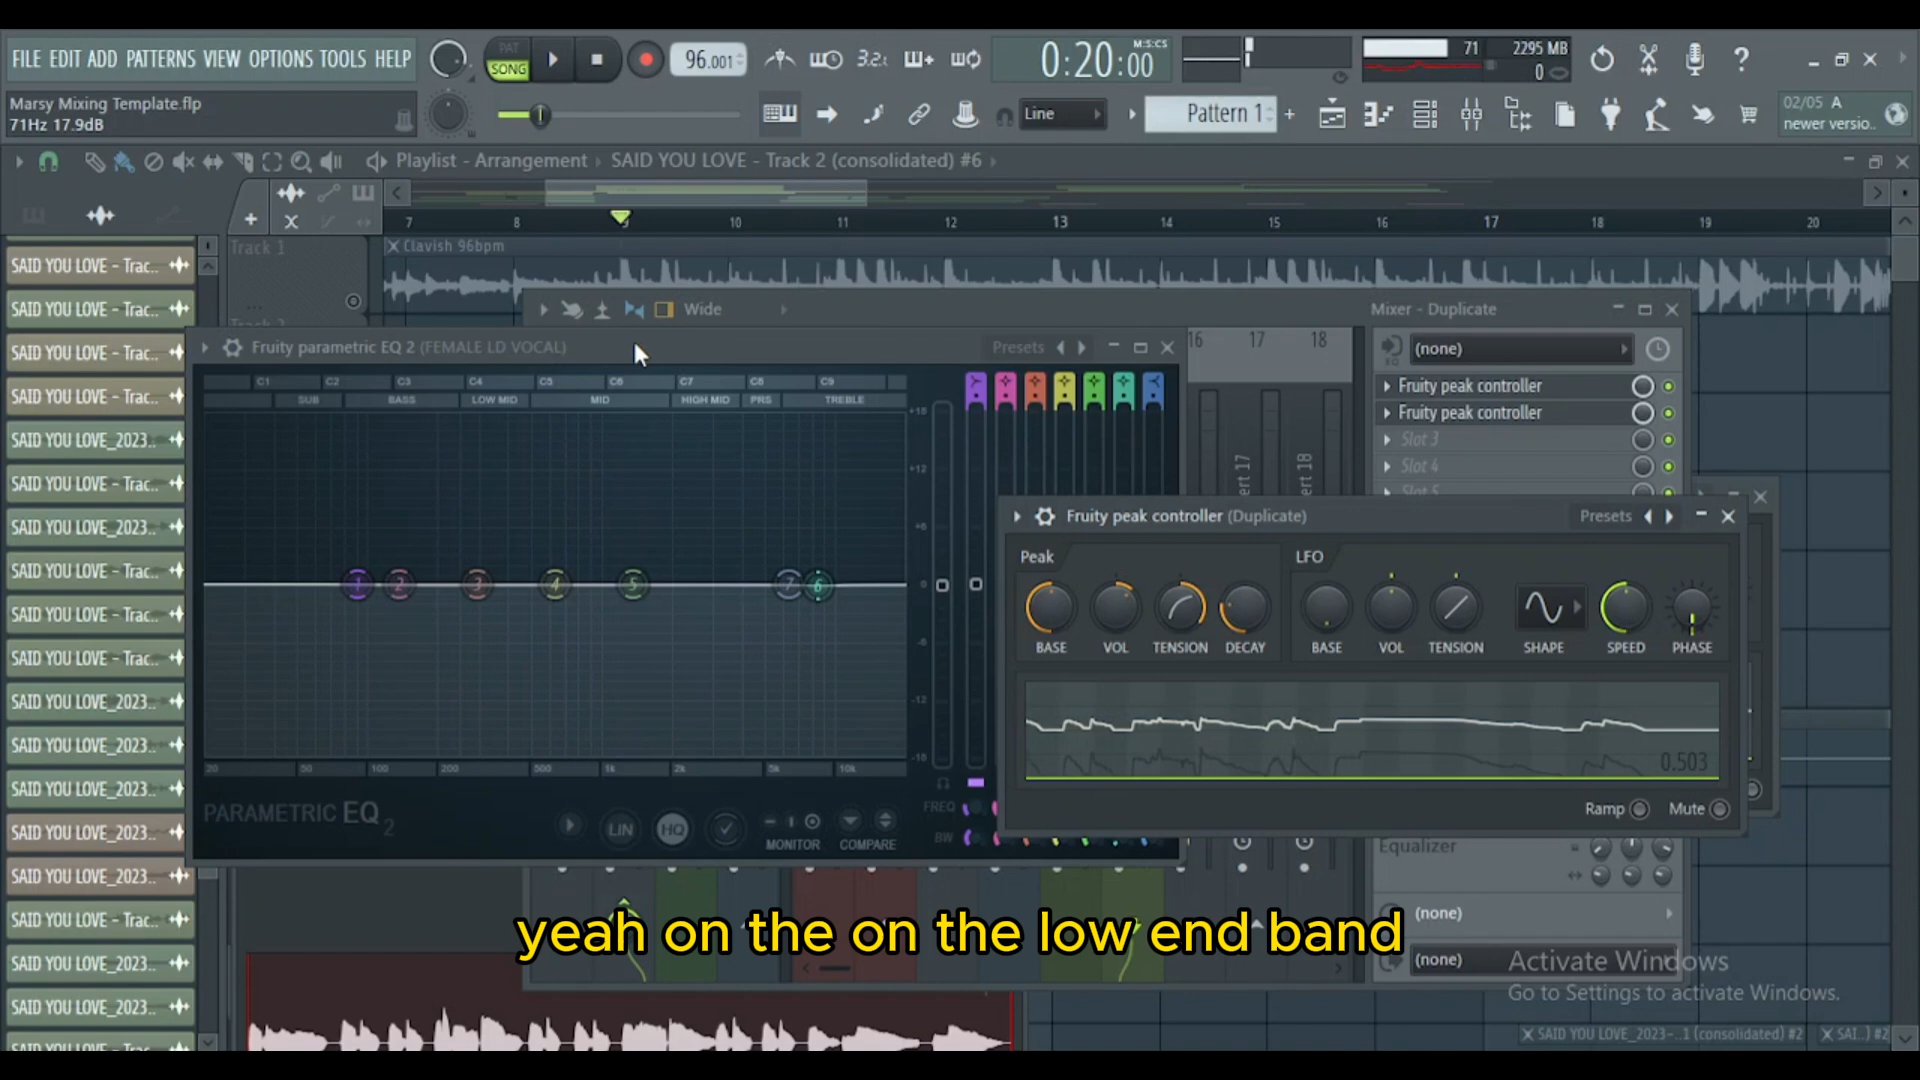 FILE EDIT ADD PATTERNS VIEW OPTIONS TOOLS HELP
PAT
SONG
96.001
3.2.
0:20:00
M:S:CS
71
2295 MB
0
Marsy Mixing Template.flp
71Hz 17.9dB
Line
Pattern 1
02/05 A
newer versio..
Playlist - Arrangement
SAID YOU LOVE - Track 2 (consolidated) #6
7 8 9 10 11 12 13 14 15 16 17 18 19 20
Track 1
Clavish 96bpm
SAID YOU LOVE - Trac..
SAID YOU LOVE - Trac..
SAID YOU LOVE - Trac..
SAID YOU LOVE - Trac..
SAID YOU LOVE_2023..
SAID YOU LOVE - Trac..
SAID YOU LOVE_2023..
SAID YOU LOVE - Trac..
SAID YOU LOVE - Trac..
SAID YOU LOVE - Trac..
SAID YOU LOVE_2023..
SAID YOU LOVE_2023..
SAID YOU LOVE_2023..
SAID YOU LOVE_2023..
SAID YOU LOVE_2023..
SAID YOU LOVE - Trac..
SAID YOU LOVE_2023..
SAID YOU LOVE_2023..
SAID YOU LOVE - Trac..
Wide
Mixer - Duplicate
16 17 18
(none)
Fruity peak controller
Fruity peak controller
Slot 3
Slot 4
Slot 5
Fruity parametric EQ 2 (FEMALE LD VOCAL)
Presets
C1 C2 C3 C4 C5 C6 C7 C8 C9
SUB BASS LOW MID MID HIGH MID PRS TREBLE
+18
+12
+6
0
-6
-12
-18
1 2 3 4 5 7 6
20 50 100 200 500 1k 2k 5k 10k
PARAMETRIC EQ 2
LIN
HQ
MONITOR
COMPARE
FREQ
BW
Fruity peak controller (Duplicate)
Presets
Peak
LFO
BASE VOL TENSION DECAY BASE VOL TENSION SHAPE SPEED PHASE
0.503
Ramp
Mute
Equalizer
(none)
(none)
yeah on the on the low end band
Activate Windows
Go to Settings to activate Windows.
SAID YOU LOVE_2023-..1 (consolidated) #2
SAI..) #2